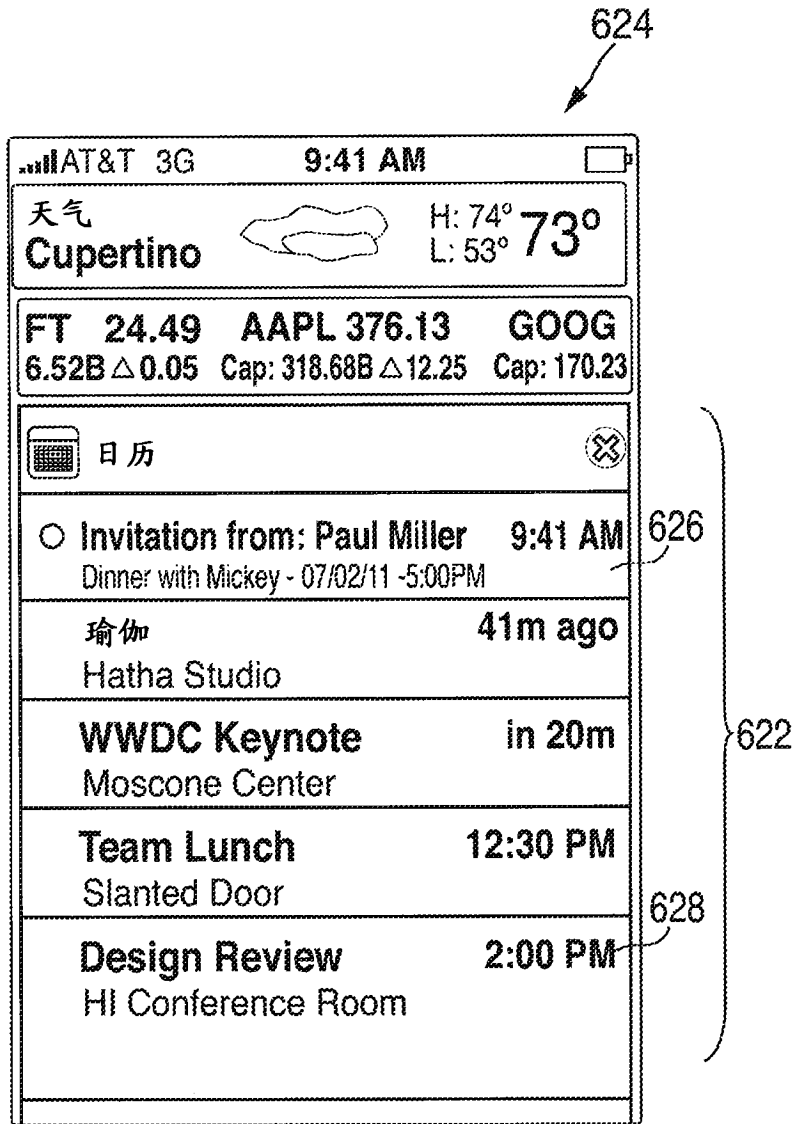 624
AT&T 3G 9:41 AM
天气
Cupertino
H: 74° 73°
L: 53°
FT 24.49 AAPL 376.13 GOOG
6.52B △0.05 Cap: 318.68B △12.25 Cap: 170.23
日历
Invitation from: Paul Miller 9:41 AM
Dinner with Mickey - 07/02/11 -5:00PM
626
瑜伽 41m ago
Hatha Studio
WWDC Keynote in 20m
Moscone Center
622
Team Lunch 12:30 PM
Slanted Door
628
Design Review 2:00 PM
HI Conference Room